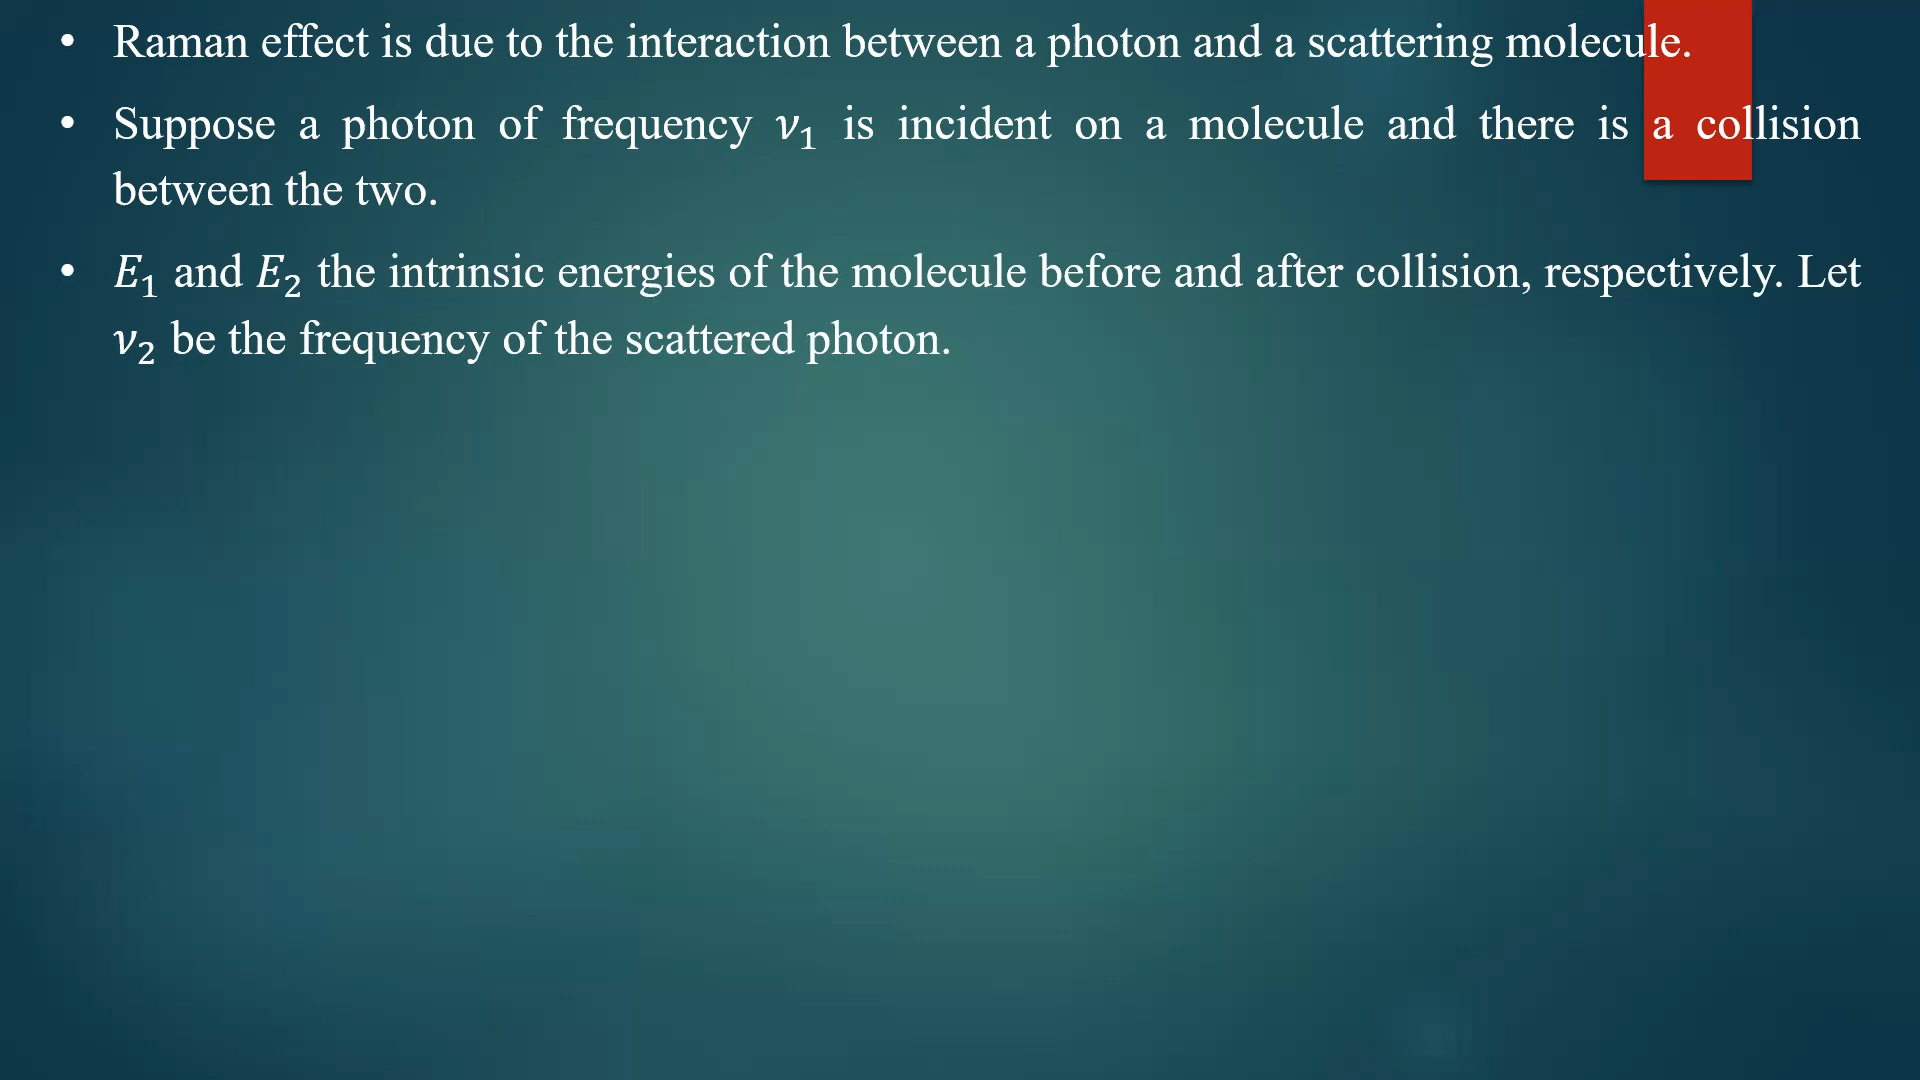 • Raman effect is due to the interaction between a photon and a scattering molecule.
• Suppose a photon of frequency 𝜈₁ is incident on a molecule and there is a collision
between the two.
• 𝐸₁ and 𝐸₂ the intrinsic energies of the molecule before and after collision, respectively. Let
𝜈₂ be the frequency of the scattered photon.